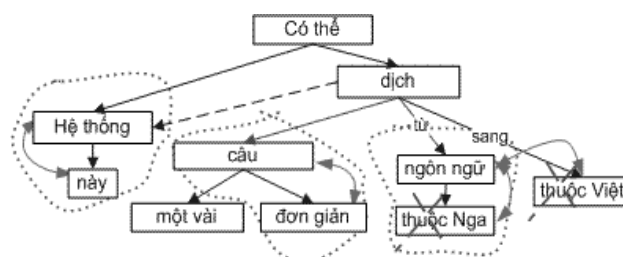 Có thể
dịch
Hệ thống
từ
sang
câu
ngôn ngữ
này
thuộc Việt
một vài
đơn giản
thuộc Nga